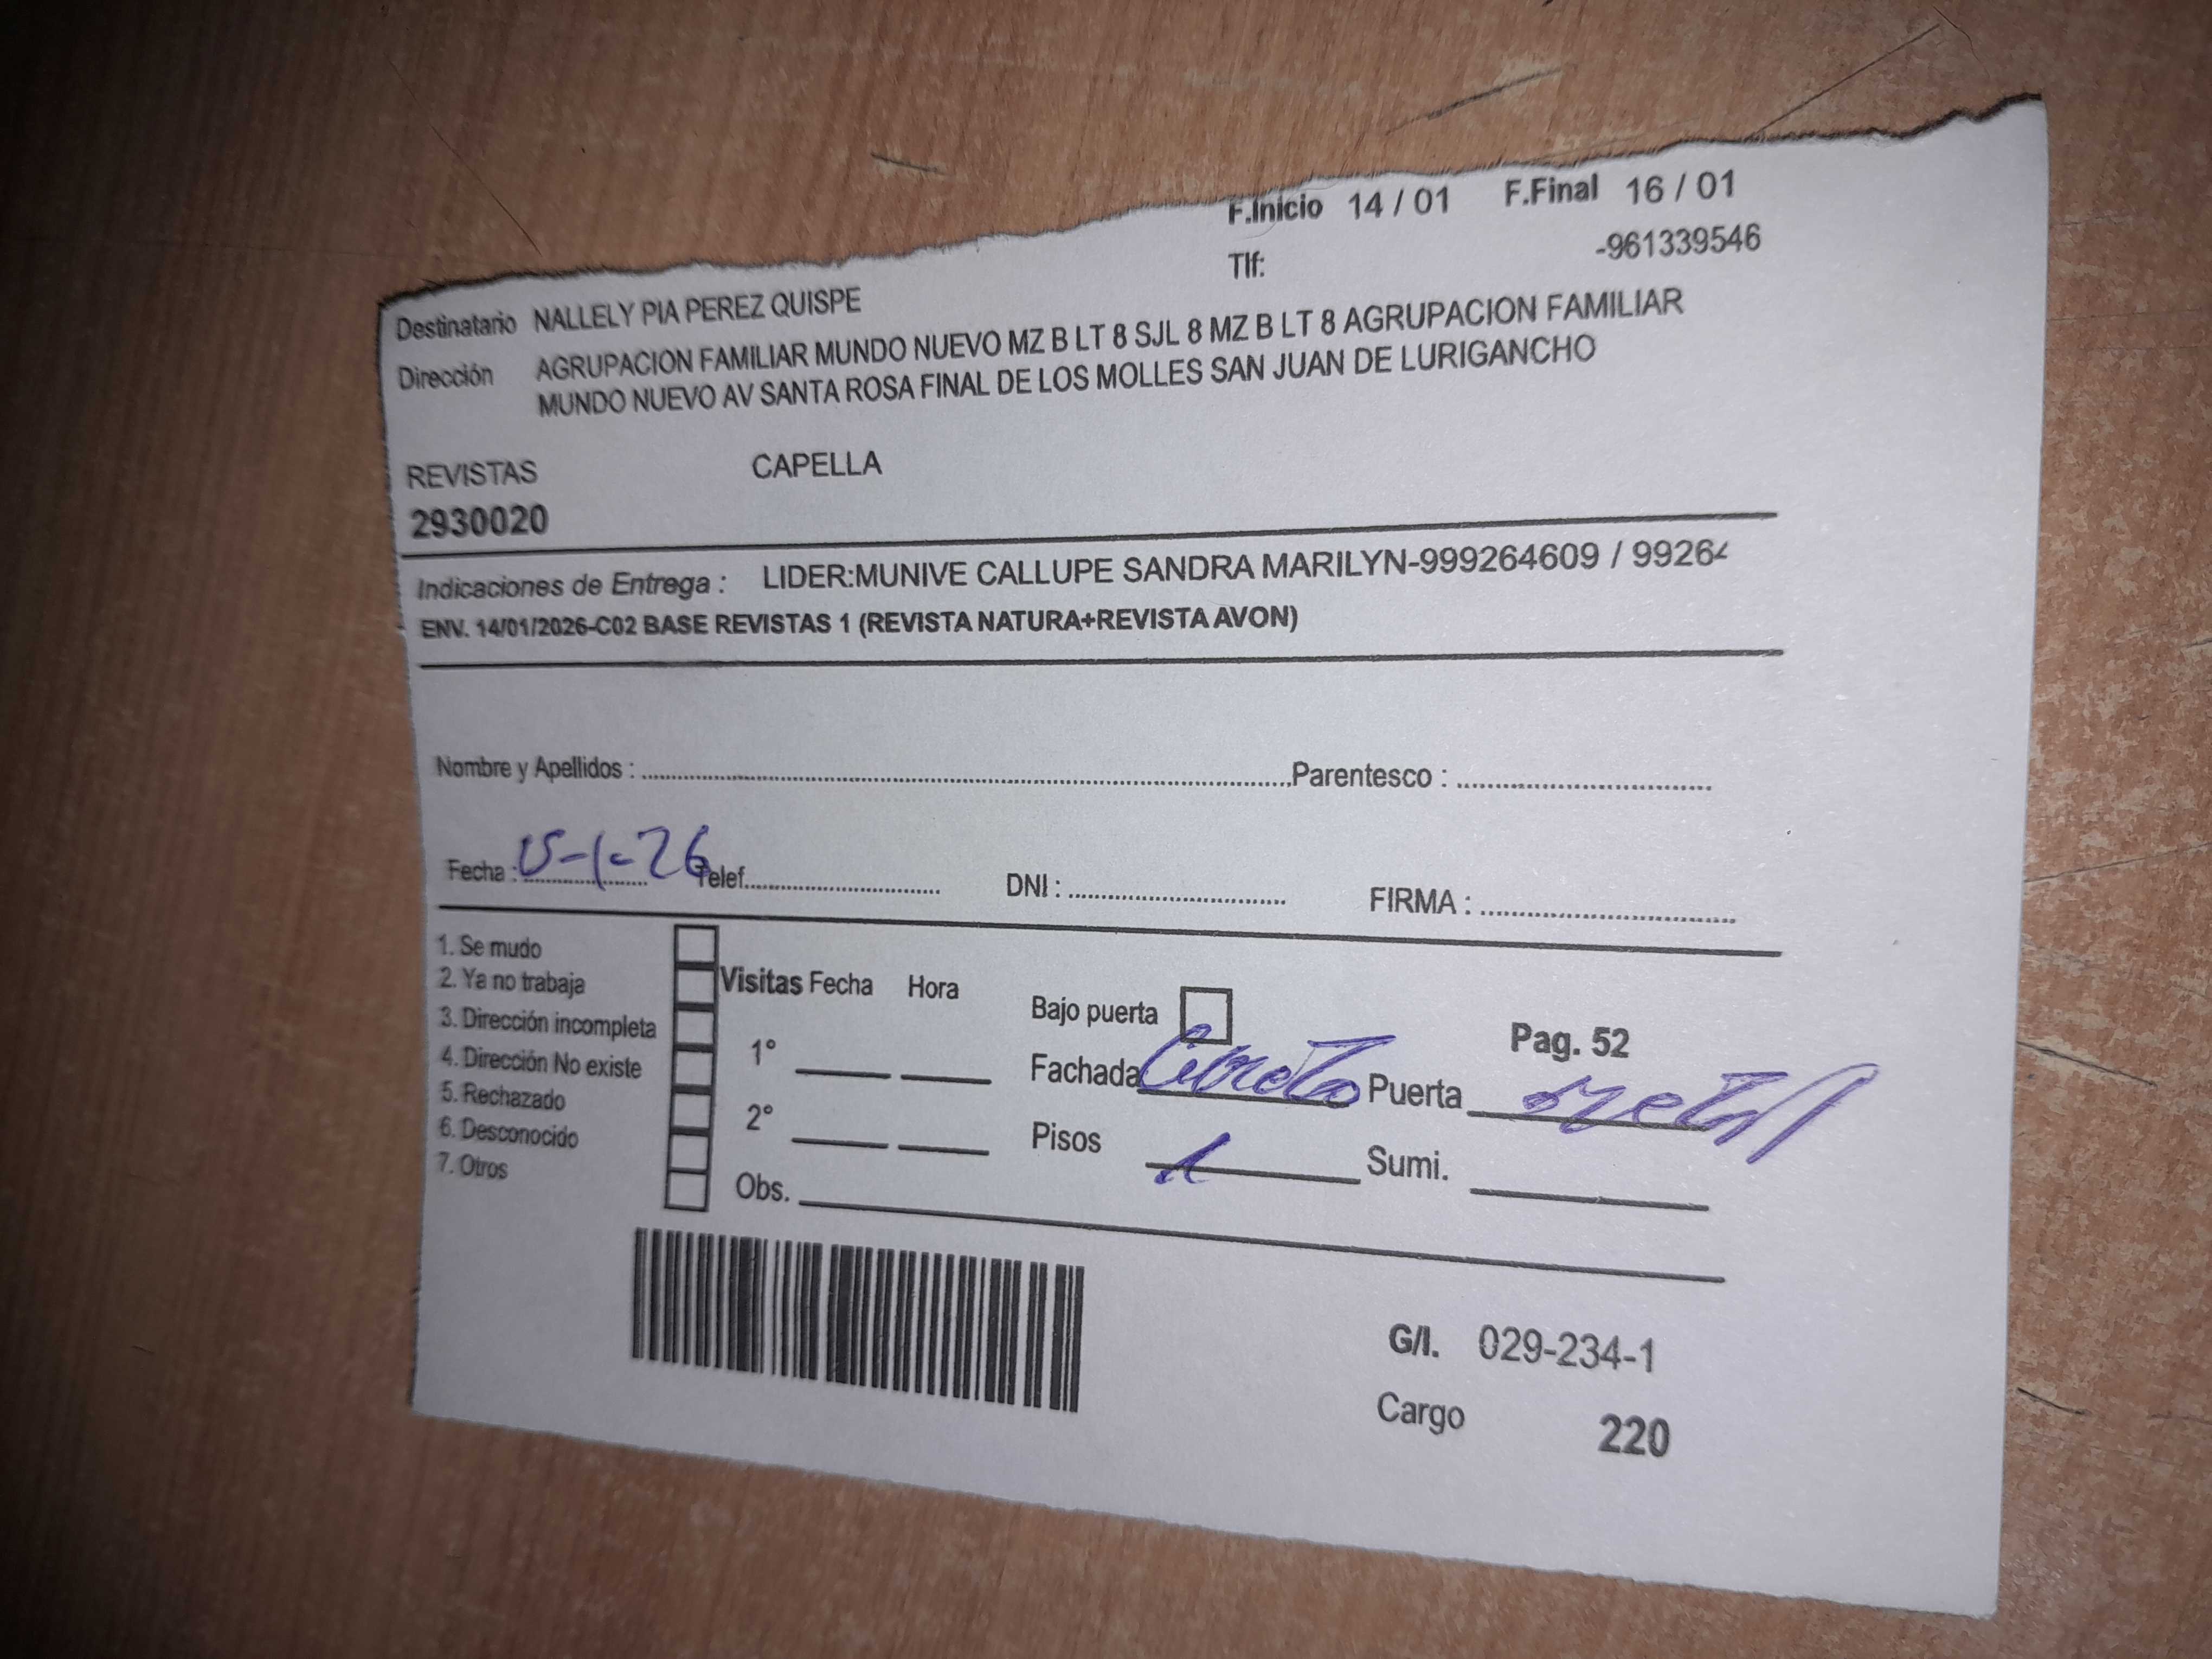 F.Inicio 14 / 01 F.Final 16 / 01
Tlf: -961339546
Destinatario NALLELY PIA PEREZ QUISPE
Dirección AGRUPACION FAMILIAR MUNDO NUEVO MZ B LT 8 SJL 8 MZ B LT 8 AGRUPACION FAMILIAR
MUNDO NUEVO AV SANTA ROSA FINAL DE LOS MOLLES SAN JUAN DE LURIGANCHO
REVISTAS CAPELLA
2930020
Indicaciones de Entrega : LIDER:MUNIVE CALLUPE SANDRA MARILYN-999264609 / 99264
ENV. 14/01/2026-C02 BASE REVISTAS 1 (REVISTA NATURA+REVISTA AVON)
Nombre y Apellidos : Parentesco :
Fecha : 15-1-26 Telef. DNI : FIRMA :
1. Se mudo
2. Ya no trabaja
3. Dirección incompleta
4. Dirección No existe
5. Rechazado
6. Desconocido
7. Otros
Visitas Fecha Hora
1°
2°
Obs.
Bajo puerta
Pag. 52
Fachada Puerta metal
Pisos 1 Sumi.
G/I. 029-234-1
Cargo 220